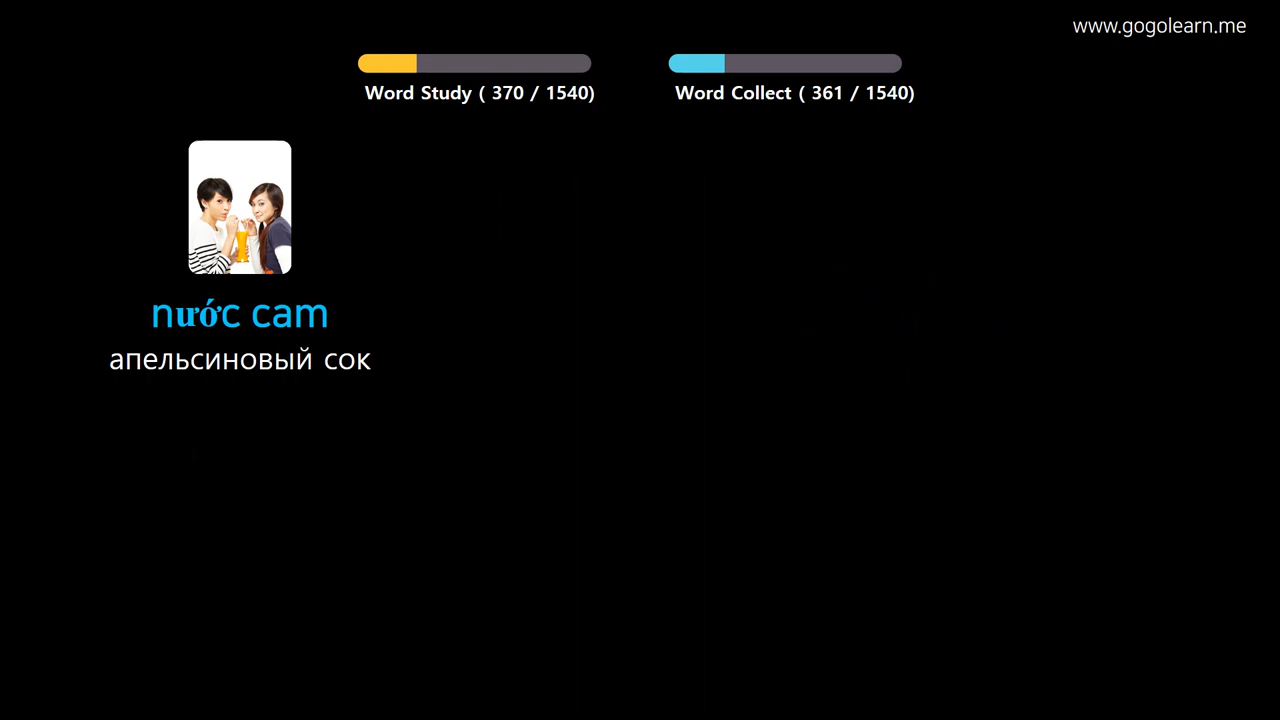 www.gogolearn.me
Word Study ( 370 / 1540)
Word Collect ( 361 / 1540)
nước cam
апельсиновый сок